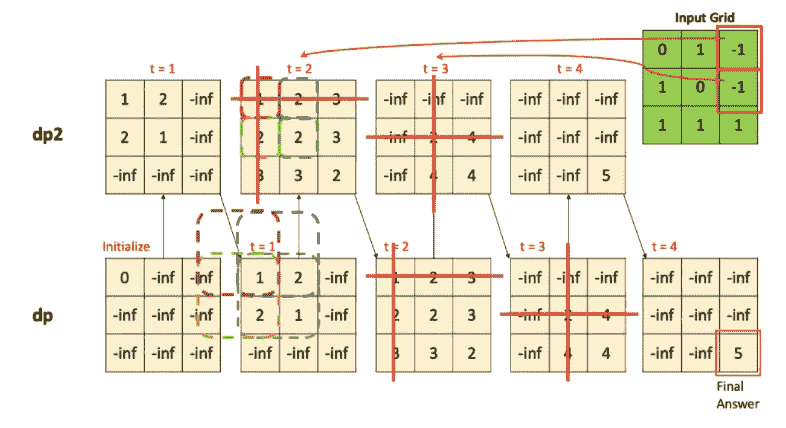 Input Grid
0 1 -1
1 0 -1
1 1 1
dp2
t = 1
1 2 -inf
2 1 -inf
-inf -inf -inf
t = 2
1 2 3
2 2 3
3 3 2
t = 3
-inf -inf -inf
-inf 2 4
-inf 4 4
t = 4
-inf -inf -inf
-inf -inf -inf
-inf -inf 5
dp
Initialize
0 -inf -inf
-inf -inf -inf
-inf -inf -inf
t = 1
1 2 -inf
2 1 -inf
-inf -inf -inf
t = 2
1 2 3
2 2 3
3 3 2
t = 3
-inf -inf -inf
-inf 2 4
-inf 4 4
t = 4
-inf -inf -inf
-inf -inf -inf
-inf -inf 5
Final
Answer